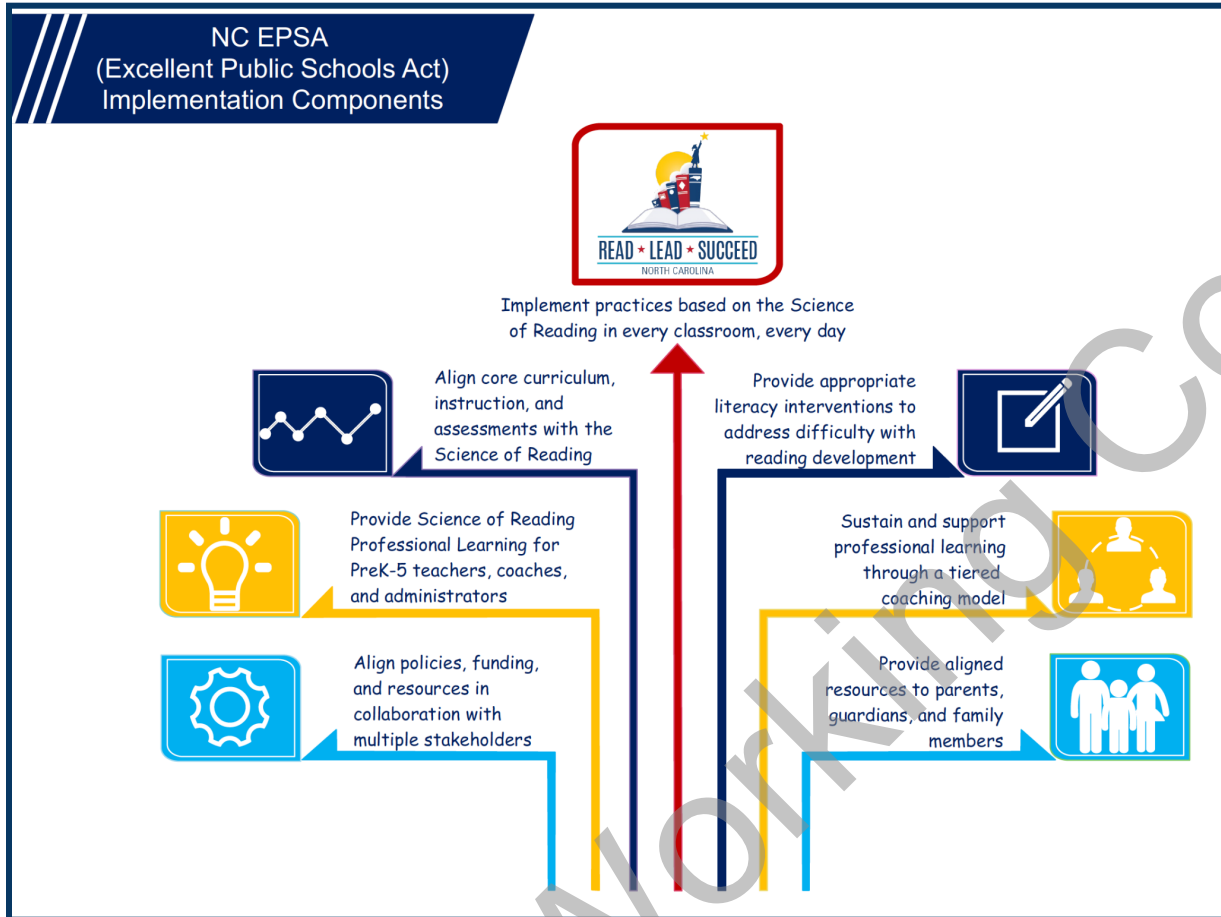 NC EPSA
(Excellent Public Schools Act)
Implementation Components
READ ★ LEAD ★ SUCCEED
NORTH CAROLINA
Implement practices based on the Science
of Reading in every classroom, every day
Align core curriculum,
instruction, and
assessments with the
Science of Reading
Provide appropriate
literacy interventions to
address difficulty with
reading development
Provide Science of Reading
Professional Learning for
PreK-5 teachers, coaches,
and administrators
Sustain and support
professional learning
through a tiered
coaching model
Align policies, funding,
and resources in
collaboration with
multiple stakeholders
Provide aligned
resources to parents,
guardians, and family
members
Working Co